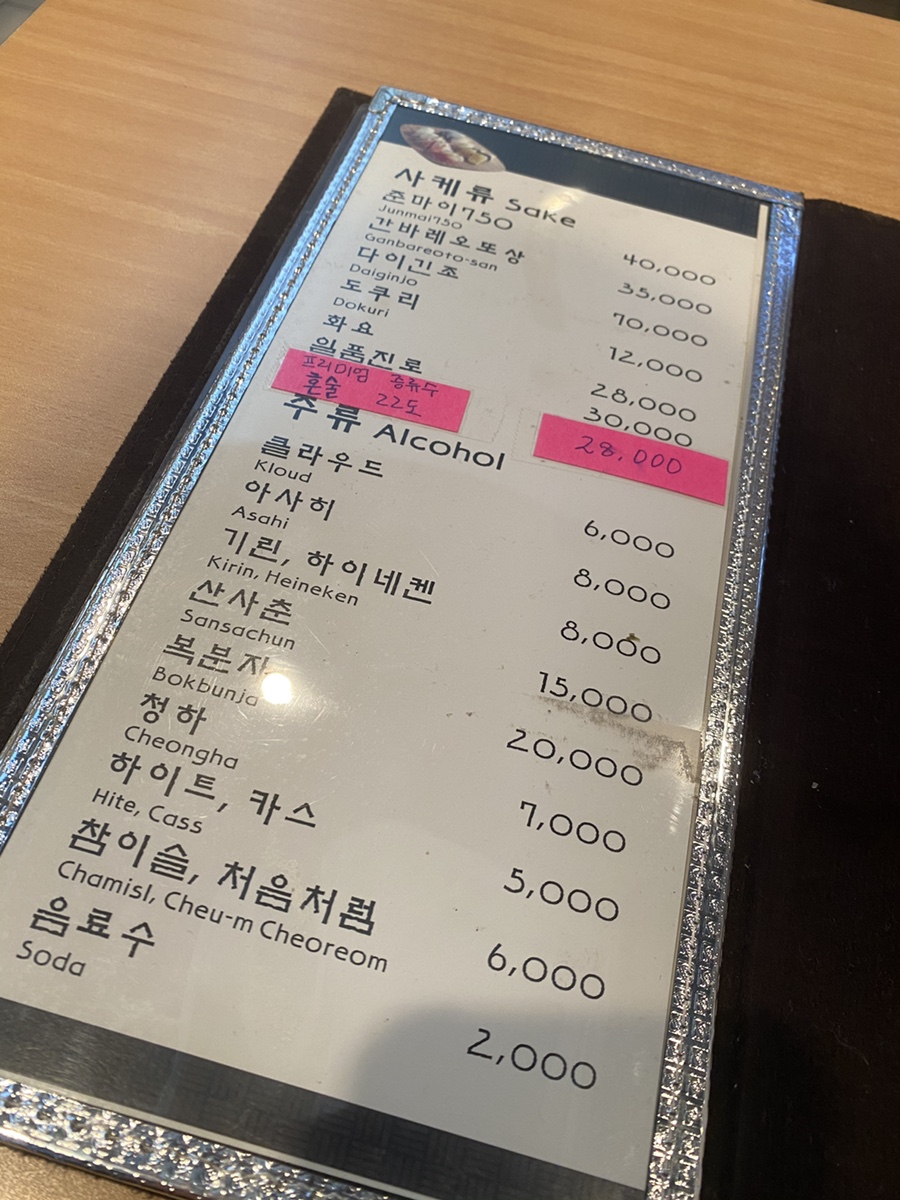 사케류 Sake
준마이750 40,000
Junmai750
간바레오또상 35,000
Ganbareoto-san
다이긴죠 70,000
Daiginjo
도쿠리 12,000
Dokuri
화요 28,000
일품진로 30,000
프리미엄 증류수
혼술 22도 28,000
주류 Alcohol
클라우드 6,000
Kloud
아사히 8,000
Asahi
기린, 하이네켄 8,000
Kirin, Heineken
산사춘 15,000
Sansachun
복분자 20,000
Bokbunja
청하 7,000
Cheongha
하이트, 카스 5,000
Hite, Cass
참이슬, 처음처럼 6,000
Chamisl, Cheu-m Cheoreom
음료수 2,000
Soda